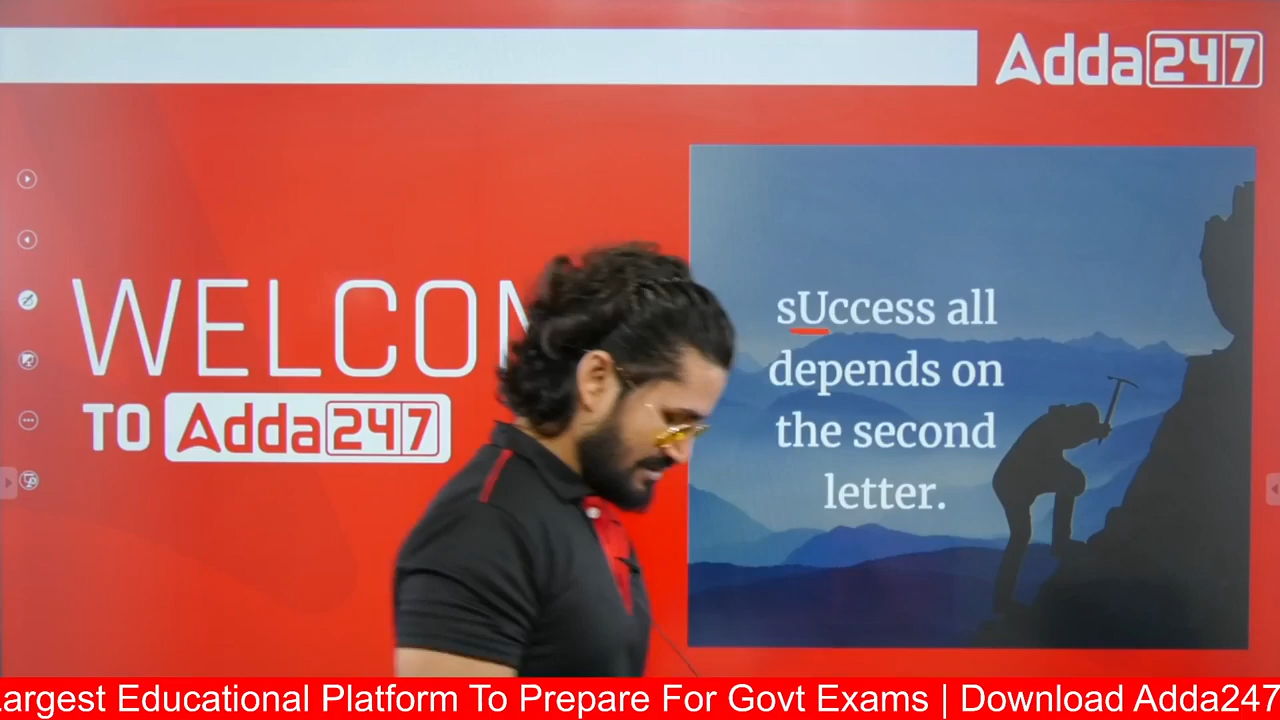 Adda247
WELCO
TO Adda247
sUccess all
depends on
the second
letter.
argest Educational Platform To Prepare For Govt Exams | Download Adda247